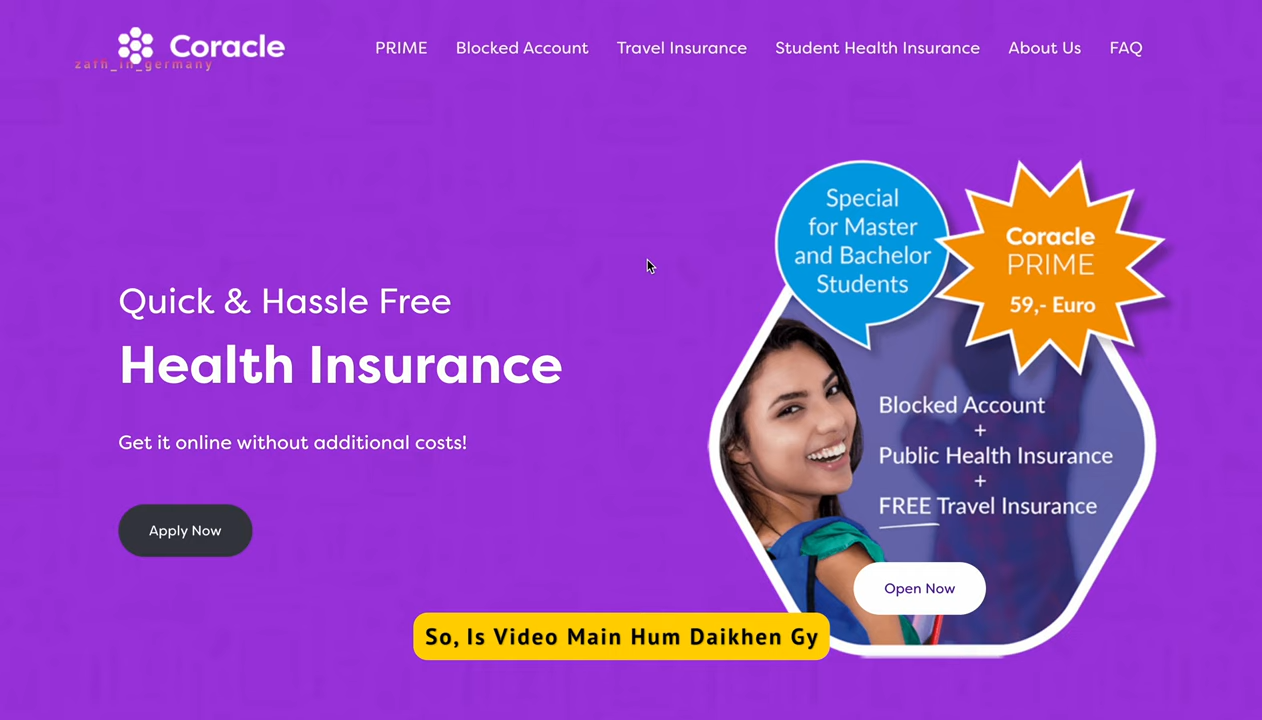 Coracle
zafh_in_germany
PRIME
Blocked Account
Travel Insurance
Student Health Insurance
About Us
FAQ
Special
for Master
and Bachelor
Students
Coracle
PRIME
59,- Euro
Quick & Hassle Free
Health Insurance
Get it online without additional costs!
Apply Now
Blocked Account
+
Public Health Insurance
+
FREE Travel Insurance
Open Now
So, Is Video Main Hum Daikhen Gy